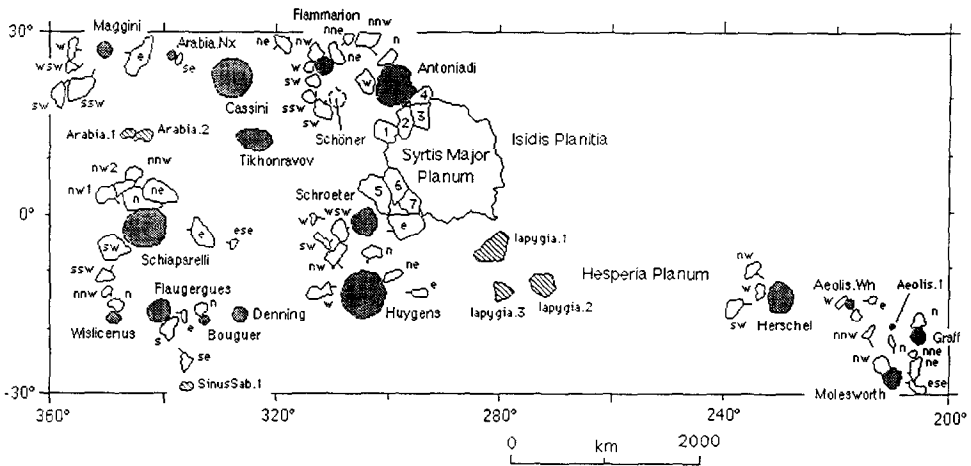 30°
0°
-30°
Maggini
w
wsw
sw
ssw
e
Arabia.Nx
se
Cassini
ne
Flammarion
nne
nnw
nw
ne
n
w
w
sw
ssw
sw
Schöner
Antoniadi
4
3
2
1
Syrtis Major
Planum
5
6
7
e
Isidis Planitia
Arabia.1
Arabia.2
Tikhonravov
nw2
nnw
nw1
n
ne
Schiaparelli
e
ese
sw
ssw
nnw
n
Wislicenus
Flaugergues
n
e
s
Bouguer
Denning
se
SinusSab.1
Schroeter
w
wsw
sw
nw
n
ne
w
e
Huygens
Iapygia.1
Iapygia.2
Iapygia.3
Hesperia Planum
nw
w
sw
Herschel
Aeolis.Wh
Aeolis.1
w
e
nnw
n
n
Graff
nne
ne
nw
ese
Molesworth
360°
320°
280°
240°
200°
0
km
2000